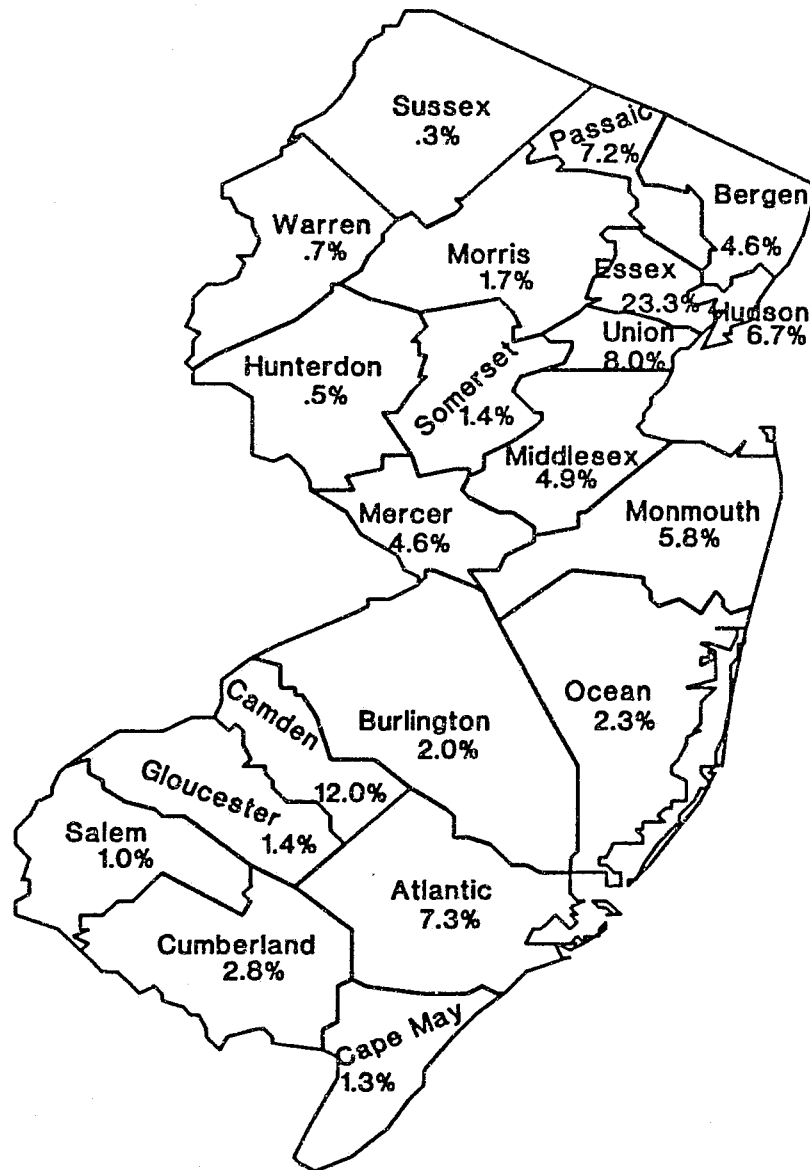 Sussex
.3%
Passaic
7.2%
Bergen
4.6%
Warren
.7%
Morris
1.7%
Essex
23.3%
Hudson
6.7%
Union
8.0%
Hunterdon
.5%
Somerset
1.4%
Middlesex
4.9%
Mercer
4.6%
Monmouth
5.8%
Ocean
2.3%
Burlington
2.0%
Camden
12.0%
Gloucester
1.4%
Salem
1.0%
Atlantic
7.3%
Cumberland
2.8%
Cape May
1.3%